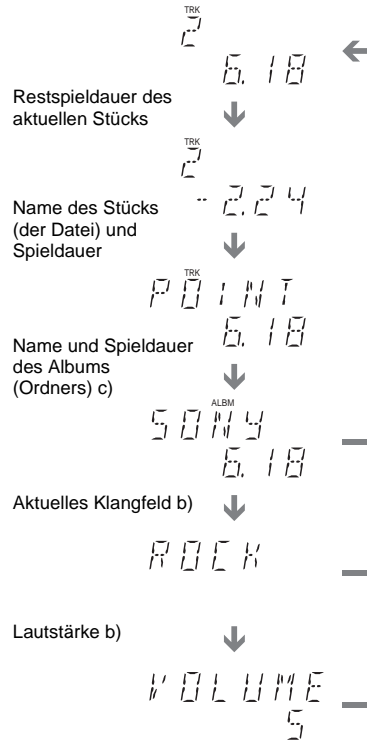 TRK
2
6.18
Restspieldauer des
aktuellen Stücks
TRK
2
- 2.24
Name des Stücks
(der Datei) und
Spieldauer
TRK
POINT
6.18
Name und Spieldauer
des Albums
(Ordners) c)
ALBM
SONY
6.18
Aktuelles Klangfeld b)
ROCK
Lautstärke b)
VOLUME
5